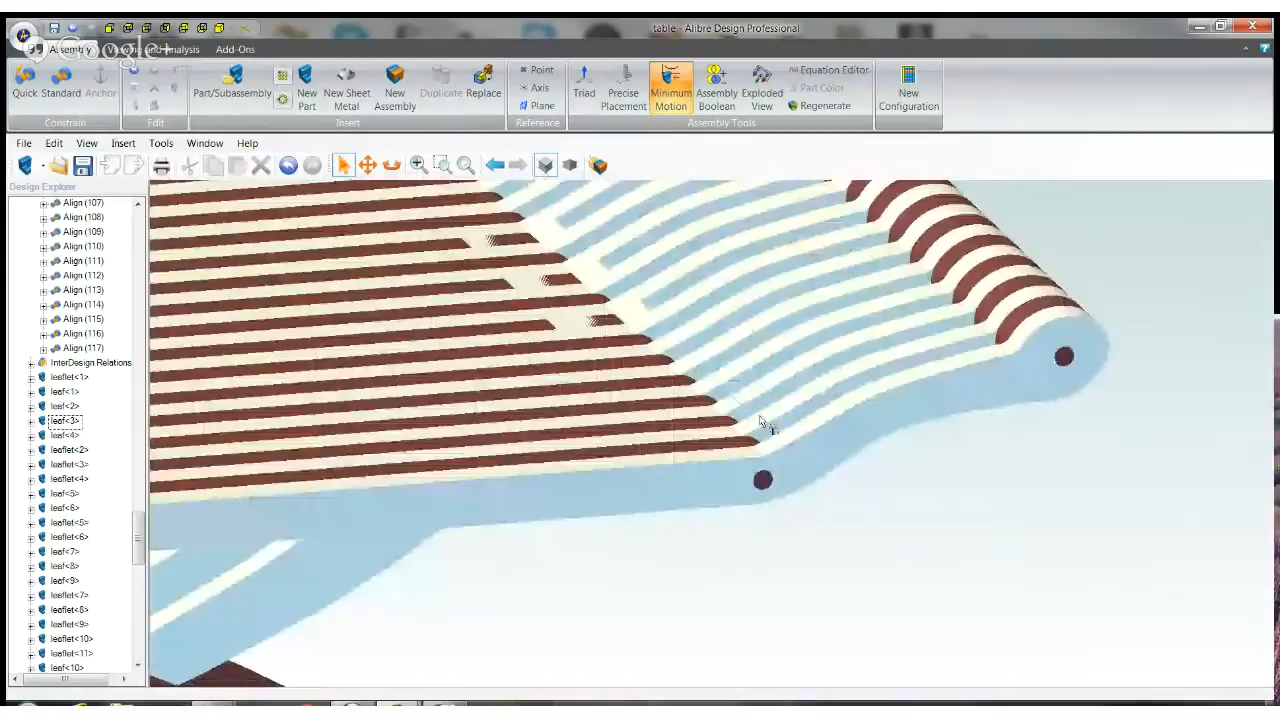 table - Alibre Design Professional
Google+
Assembly Viewing and Analysis Add-Ons
Quick Standard Anchor
Constrain
Edit
Part/Subassembly New Part New Sheet Metal New Assembly Duplicate Replace
Insert
Point
Axis
Plane
Reference
Triad Precise Placement Minimum Motion Assembly Boolean Exploded View
Equation Editor
Part Color
Regenerate
Assembly Tools
New Configuration
File Edit View Insert Tools Window Help
Design Explorer
Align (107)
Align (108)
Align (109)
Align (110)
Align (111)
Align (112)
Align (113)
Align (114)
Align (115)
Align (116)
Align (117)
InterDesign Relations
leaflet<1>
leaf<1>
leaf<2>
leaf<3>
leaf<4>
leaflet<2>
leaflet<3>
leaflet<4>
leaf<5>
leaf<6>
leaflet<5>
leaflet<6>
leaf<7>
leaf<8>
leaf<9>
leaflet<7>
leaflet<8>
leaflet<9>
leaflet<10>
leaflet<11>
leaf<10>